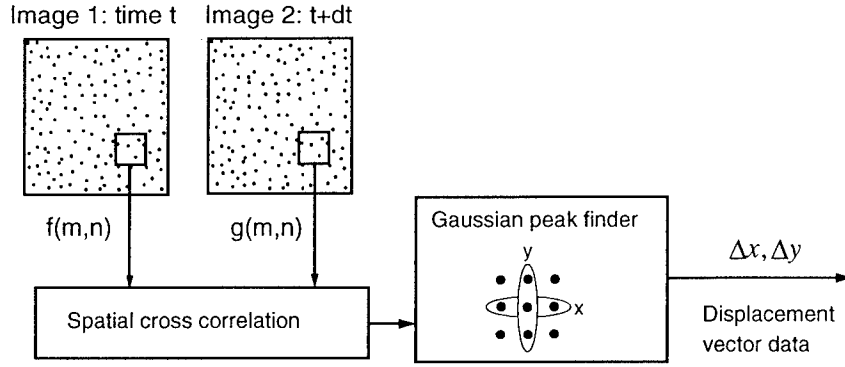 Image 1: time t
Image 2: t+dt
f(m,n)
g(m,n)
Spatial cross correlation
Gaussian peak finder
y
x
Δx, Δy
Displacement
vector data